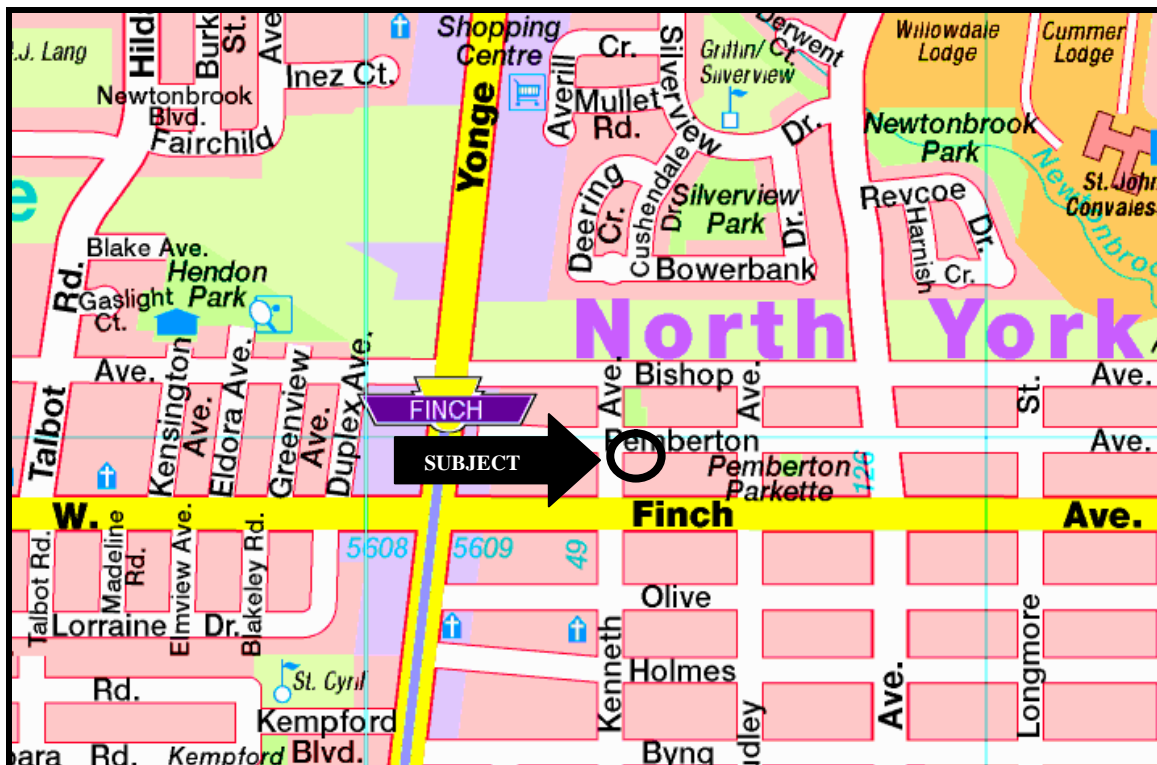 .J. Lang
Hild
Burk
St.
Ave
Inez Ct.
Newtonbrook
Blvd.
Fairchild
Shopping
Centre
Yonge
Averill
Cr.
Mullet
Rd.
Silverview
Dr.
Griffin/ Ct.
Silverview
Derwent
Willowdale
Lodge
Cummer
Lodge
Newtonbrook
Park
Newtonbrook
St. John
Convales
Revcoe
Dr.
Harnish
Cr.
Deering
Cr.
Cushendale
Dr.
Silverview
Park
Dr.
Bowerbank
e
Blake Ave.
Hendon
Park
Gaslight
Ct.
Rd.
Talbot
North York
Ave.
Kensington
Ave.
Eldora Ave.
Greenview
Ave.
Duplex Ave.
FINCH
SUBJECT
Ave.
Bishop
Ave.
St.
Ave.
Pemberton
Ave.
Pemberton
Parkette
126
W.
Finch
Ave.
5608
5609
49
Talbot Rd.
Madeline
Rd.
Elmview Ave.
Blakeley Rd.
Lorraine Dr.
Olive
Kenneth
Holmes
Ave.
Longmore
Rd.
St. Cyril
Kempford
Blvd.
Kempford
para Rd.
udley
Byng